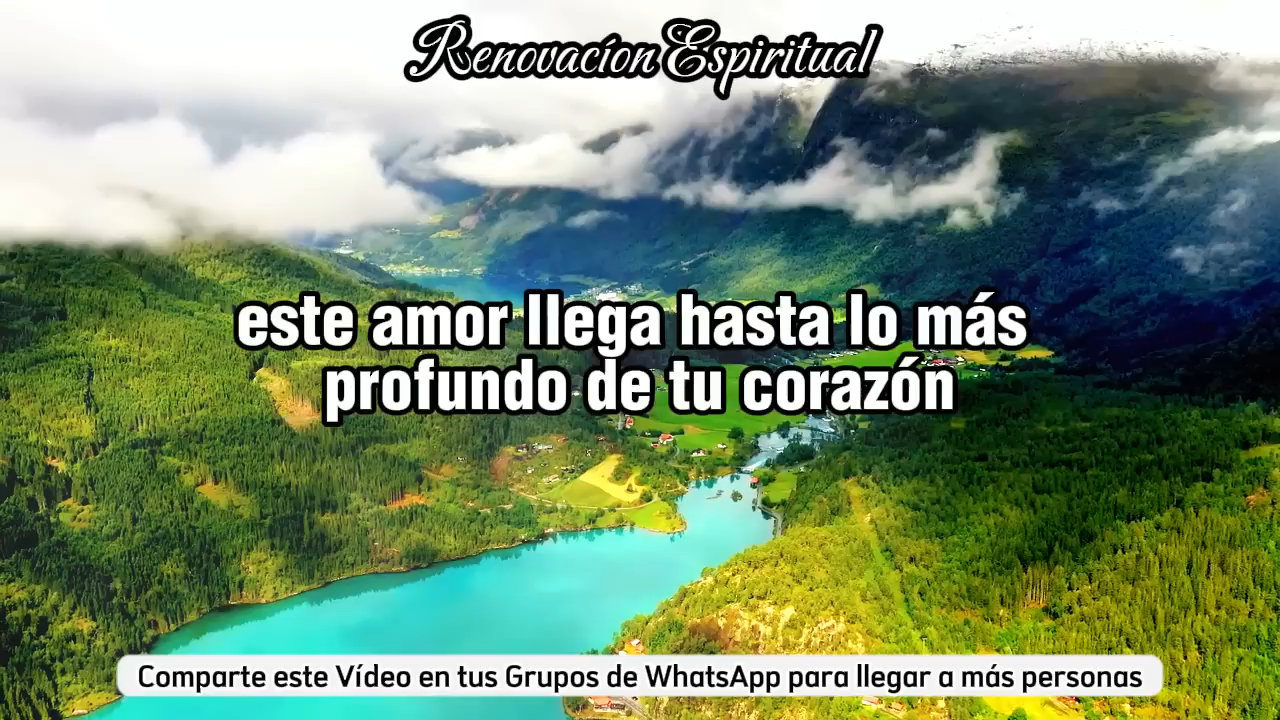 Renovacíon Espiritual
este amor llega hasta lo más
profundo de tu corazón
Comparte este Vídeo en tus Grupos de WhatsApp para llegar a más personas